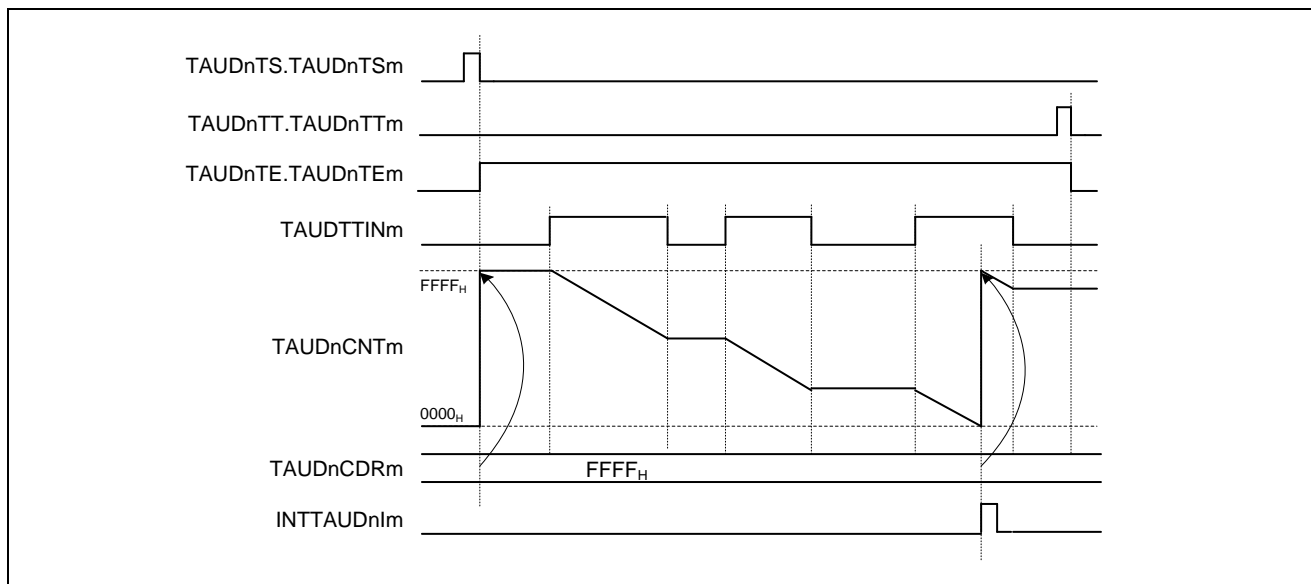 TAUDnTS.TAUDnTSm
TAUDnTT.TAUDnTTm
TAUDnTE.TAUDnTEm
TAUDTTINm
FFFFH
TAUDnCNTm
0000H
TAUDnCDRm
FFFFH
INTTAUDnIm